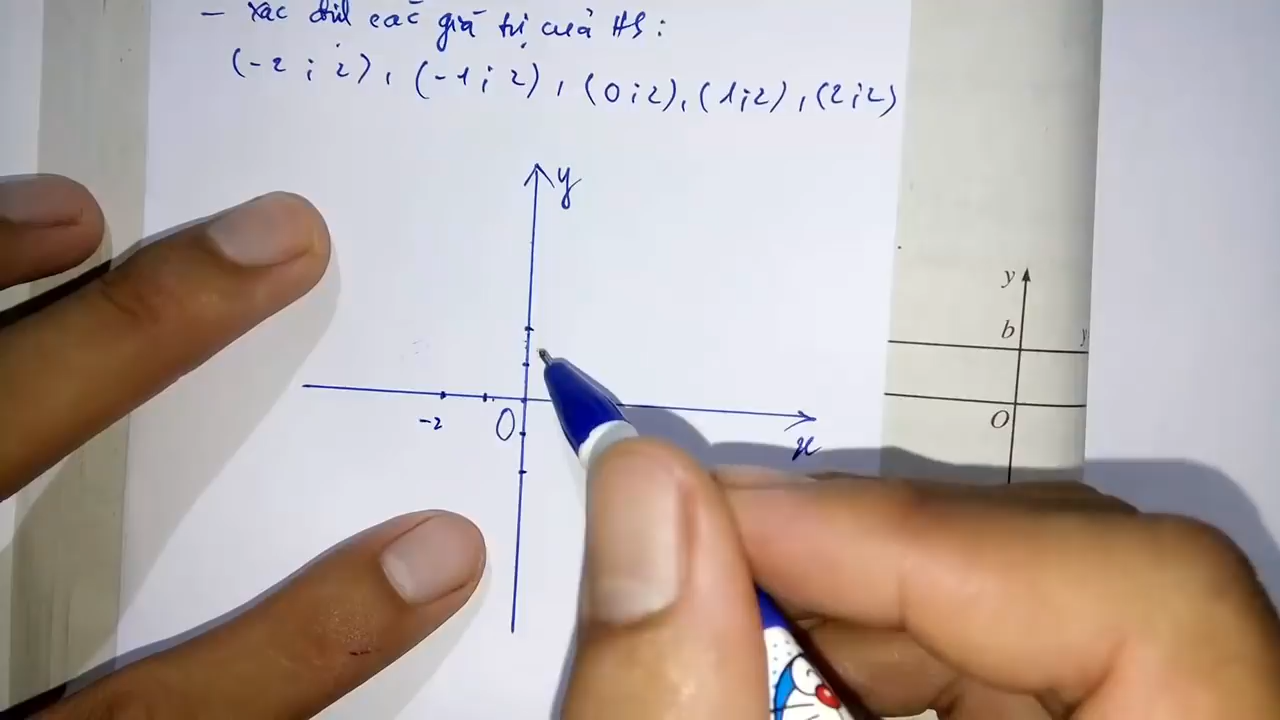 - Xác định các giá trị của HS:
(-2; 2), (-1; 2), (0; 2), (1; 2), (2; 2)
y
y
b
y
-2
O
O
x